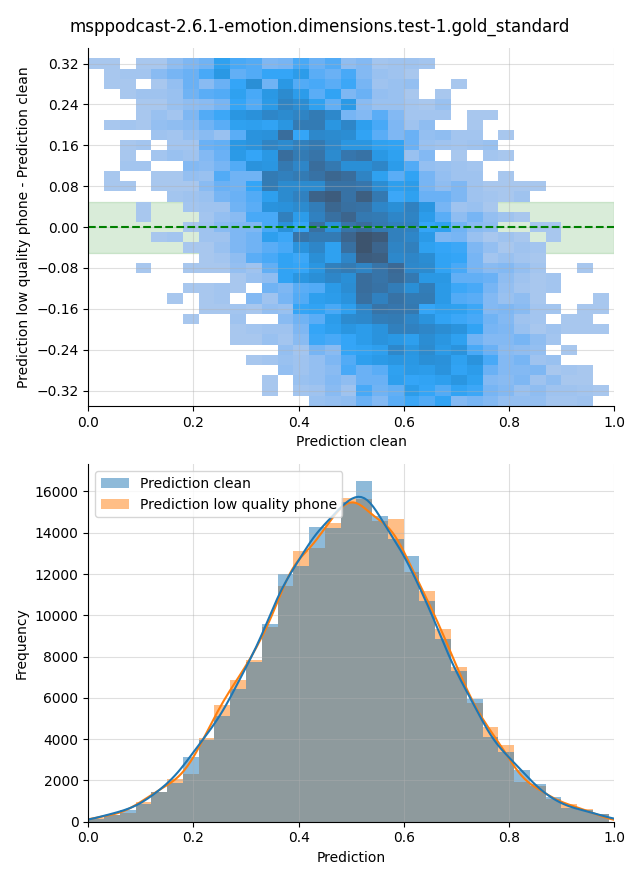 msppodcast-2.6.1-emotion.dimensions.test-1.gold_standard
Prediction low quality phone - Prediction clean
0.32
0.24
0.16
0.08
0.00
−0.08
−0.16
−0.24
−0.32
0.0 0.2 0.4 0.6 0.8 1.0
Prediction clean
Prediction clean
Prediction low quality phone
Frequency
16000
14000
12000
10000
8000
6000
4000
2000
0
0.0 0.2 0.4 0.6 0.8 1.0
Prediction